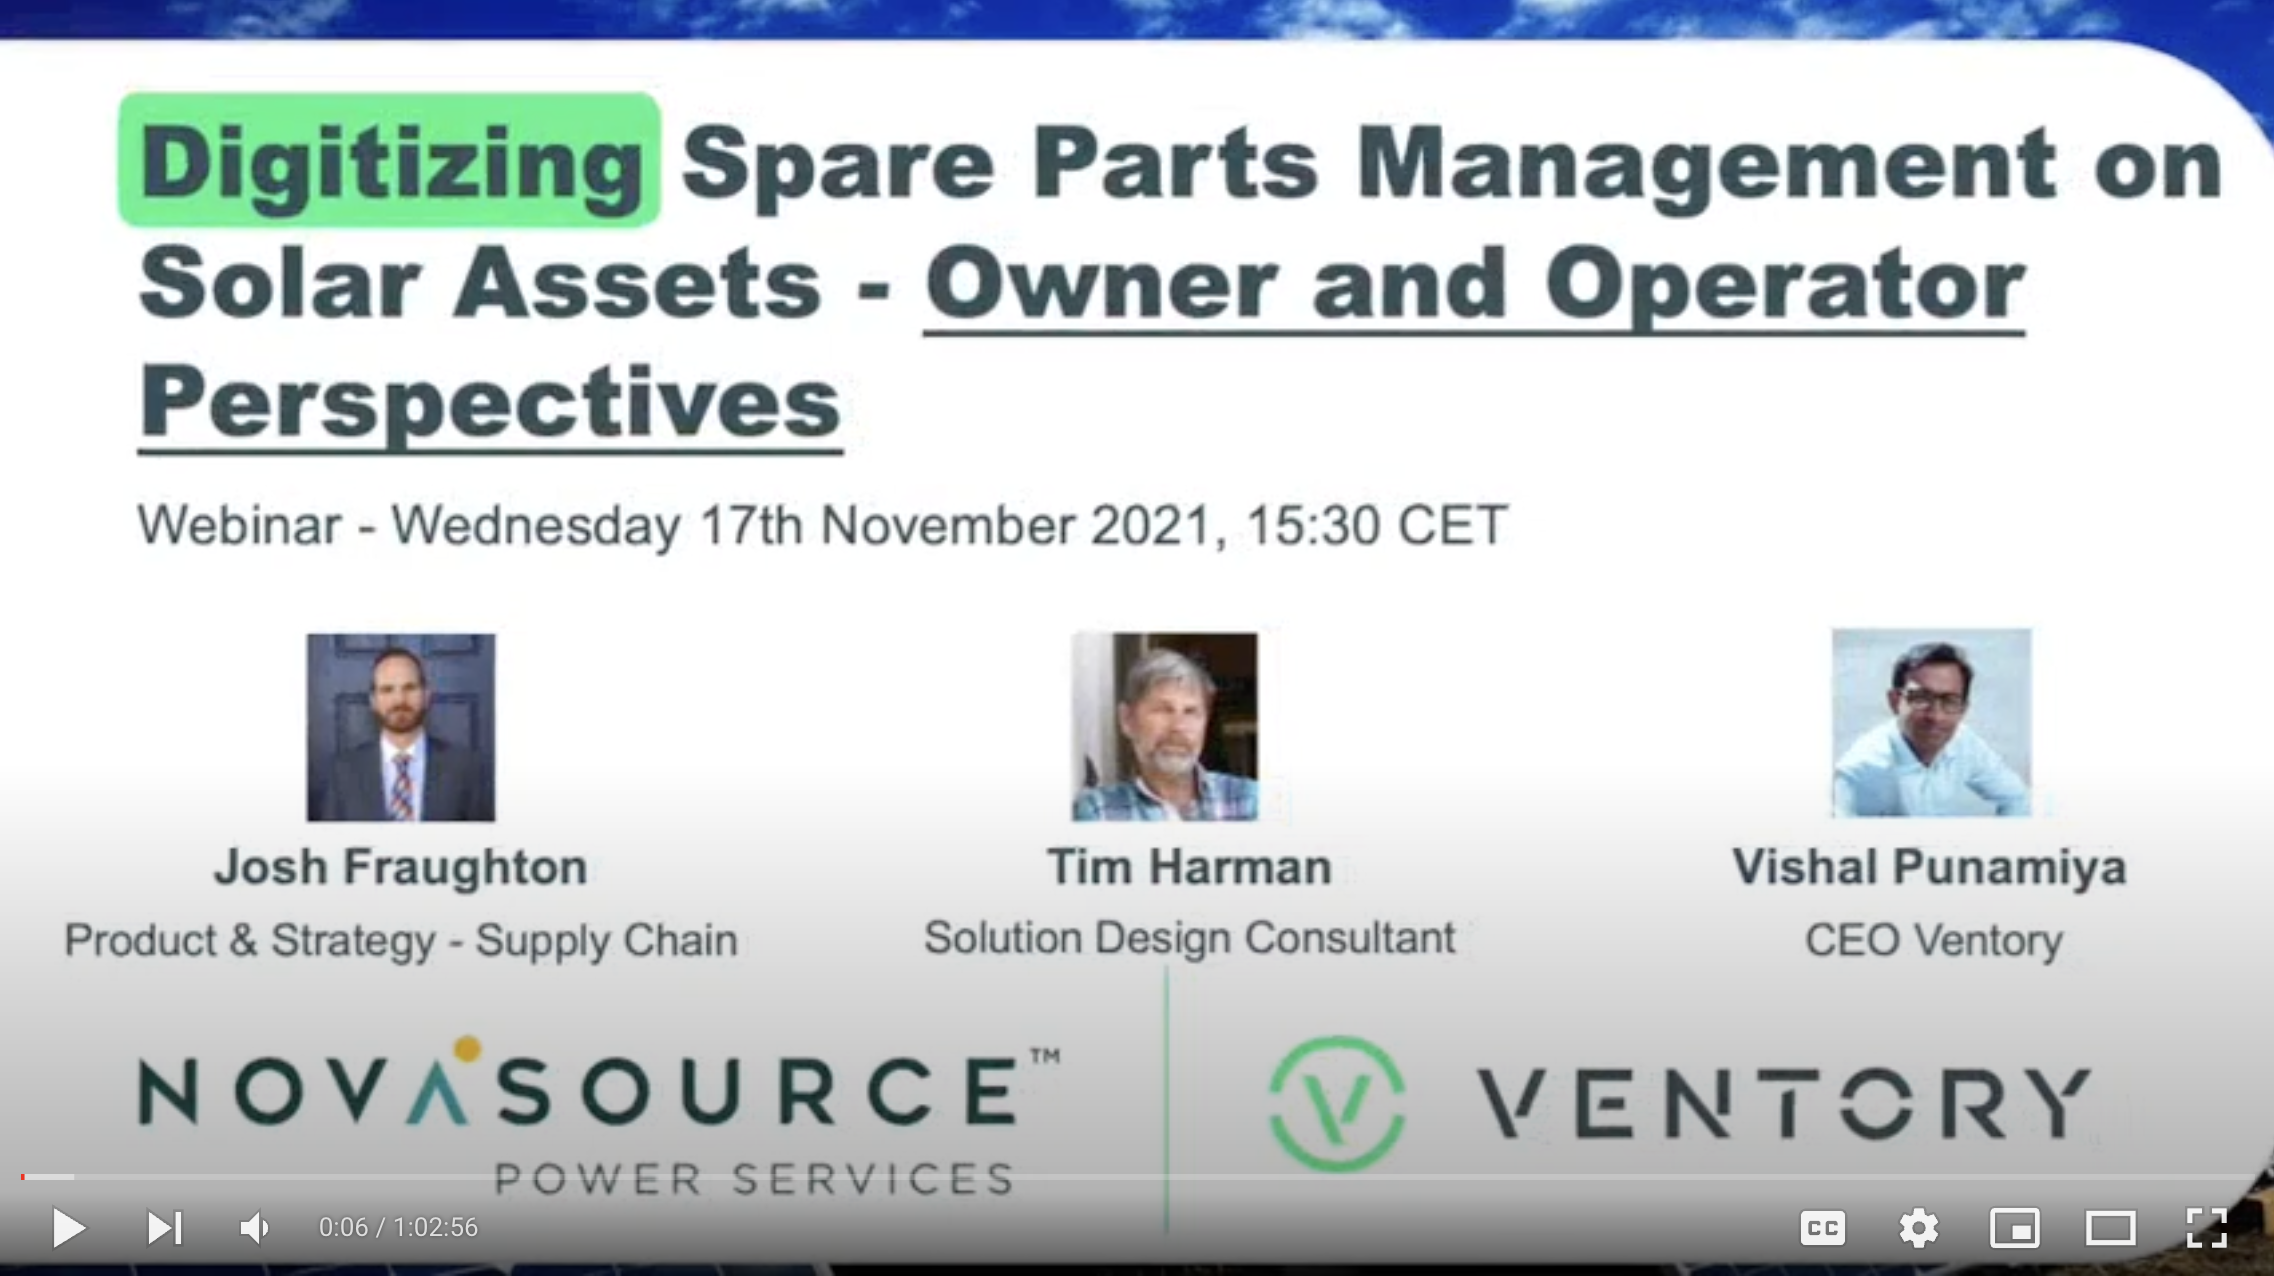 Digitizing Spare Parts Management on
Solar Assets - Owner and Operator
Perspectives
Webinar - Wednesday 17th November 2021, 15:30 CET
Josh Fraughton
Product & Strategy - Supply Chain
Tim Harman
Solution Design Consultant
Vishal Punamiya
CEO Ventory
NOVASOURCE™
POWER SERVICES
V VENTORY
0:06 / 1:02:56
CC